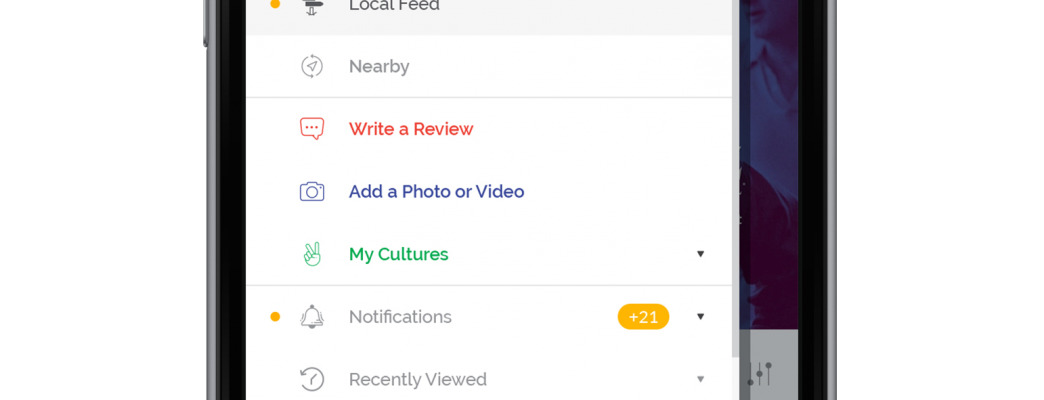 Local Feed
Nearby
Write a Review
Add a Photo or Video
My Cultures
Notifications
+21
Recently Viewed